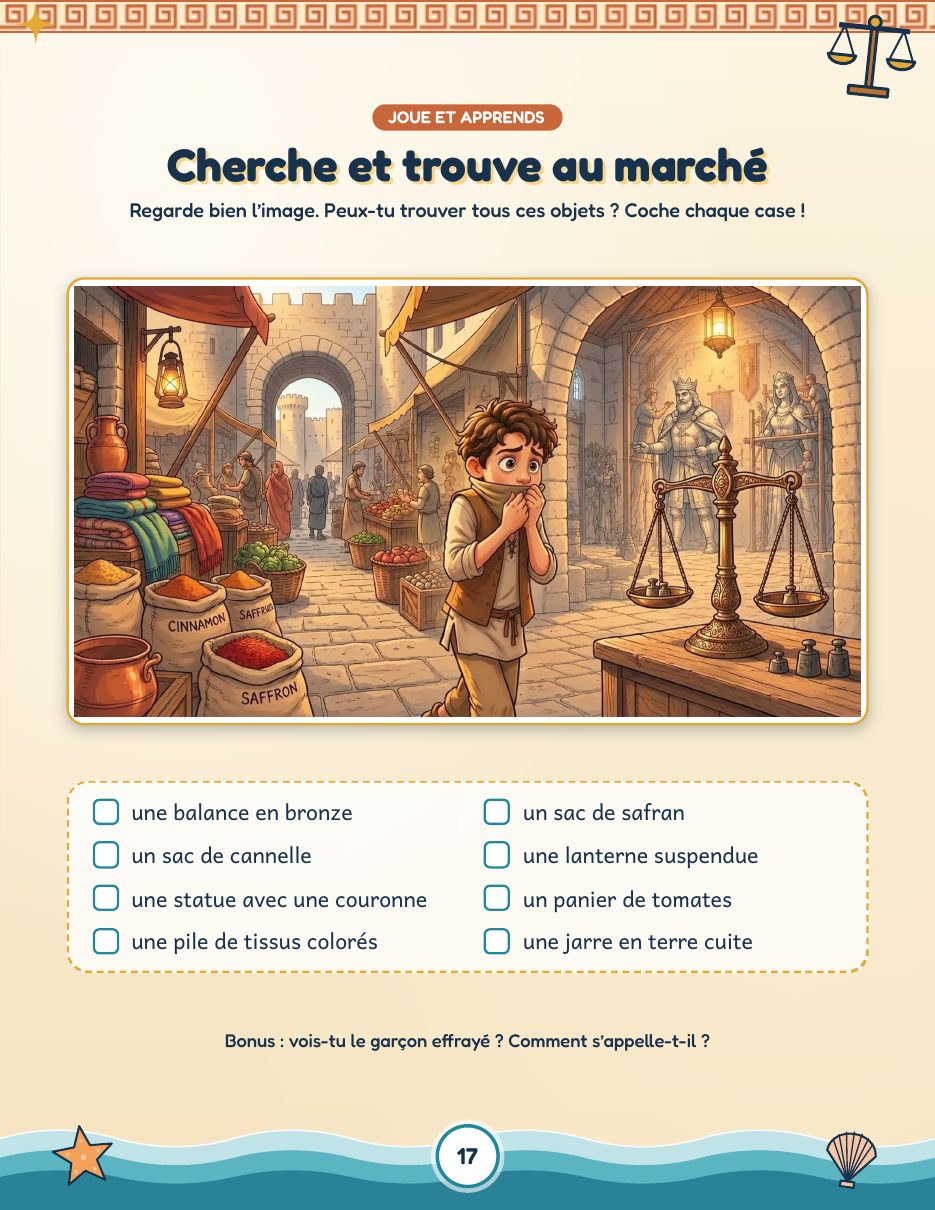 JOUE ET APPRENDS
Cherche et trouve au marché
Regarde bien l'image. Peux-tu trouver tous ces objets ? Coche chaque case !
CINNAMON
SAFFRON
une balance en bronze
un sac de cannelle
une statue avec une couronne
une pile de tissus colorés
un sac de safran
une lanterne suspendue
un panier de tomates
une jarre en terre cuite
Bonus : vois-tu le garçon effrayé ? Comment s'appelle-t-il ?
17